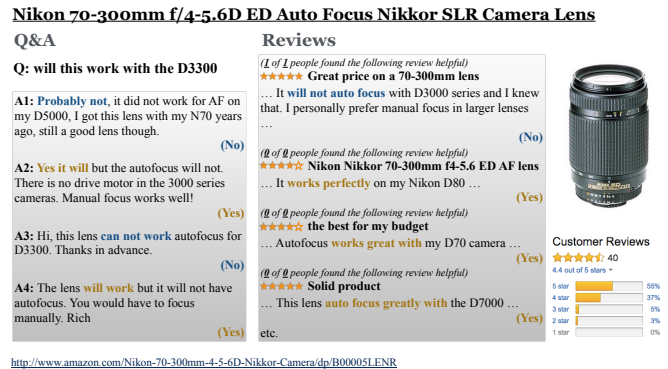 Nikon 70-300mm f/4-5.6D ED Auto Focus Nikkor SLR Camera Lens
Q&A
Q: will this work with the D3300
A1: Probably not, it did not work for AF on
my D5000, I got this lens with my N70 years
ago, still a good lens though.
(No)
A2: Yes it will but the autofocus will not.
There is no drive motor in the 3000 series
cameras. Manual focus works well!
(Yes)
A3: Hi, this lens can not work autofocus for
D3300. Thanks in advance.
(No)
A4: The lens will work but it will not have
autofocus. You would have to focus
manually. Rich
(Yes)
Reviews
(1 of 1 people found the following review helpful)
Great price on a 70-300mm lens
… It will not auto focus with D3000 series and I knew
that. I personally prefer manual focus in larger lenses
…
(No)
(0 of 0 people found the following review helpful)
Nikon Nikkor 70-300mm f4-5.6 ED AF lens
… It works perfectly on my Nikon D80 …
(Yes)
(0 of 0 people found the following review helpful)
the best for my budget
… Autofocus works great with my D70 camera …
(Yes)
(0 of 0 people found the following review helpful)
Solid product
… This lens auto focus greatly with the D7000 …
(Yes)
etc.
Customer Reviews
40
4.4 out of 5 stars
5 star 55%
4 star 37%
3 star 5%
2 star 3%
1 star 0%
http://www.amazon.com/Nikon-70-300mm-4-5-6D-Nikkor-Camera/dp/B00005LENR